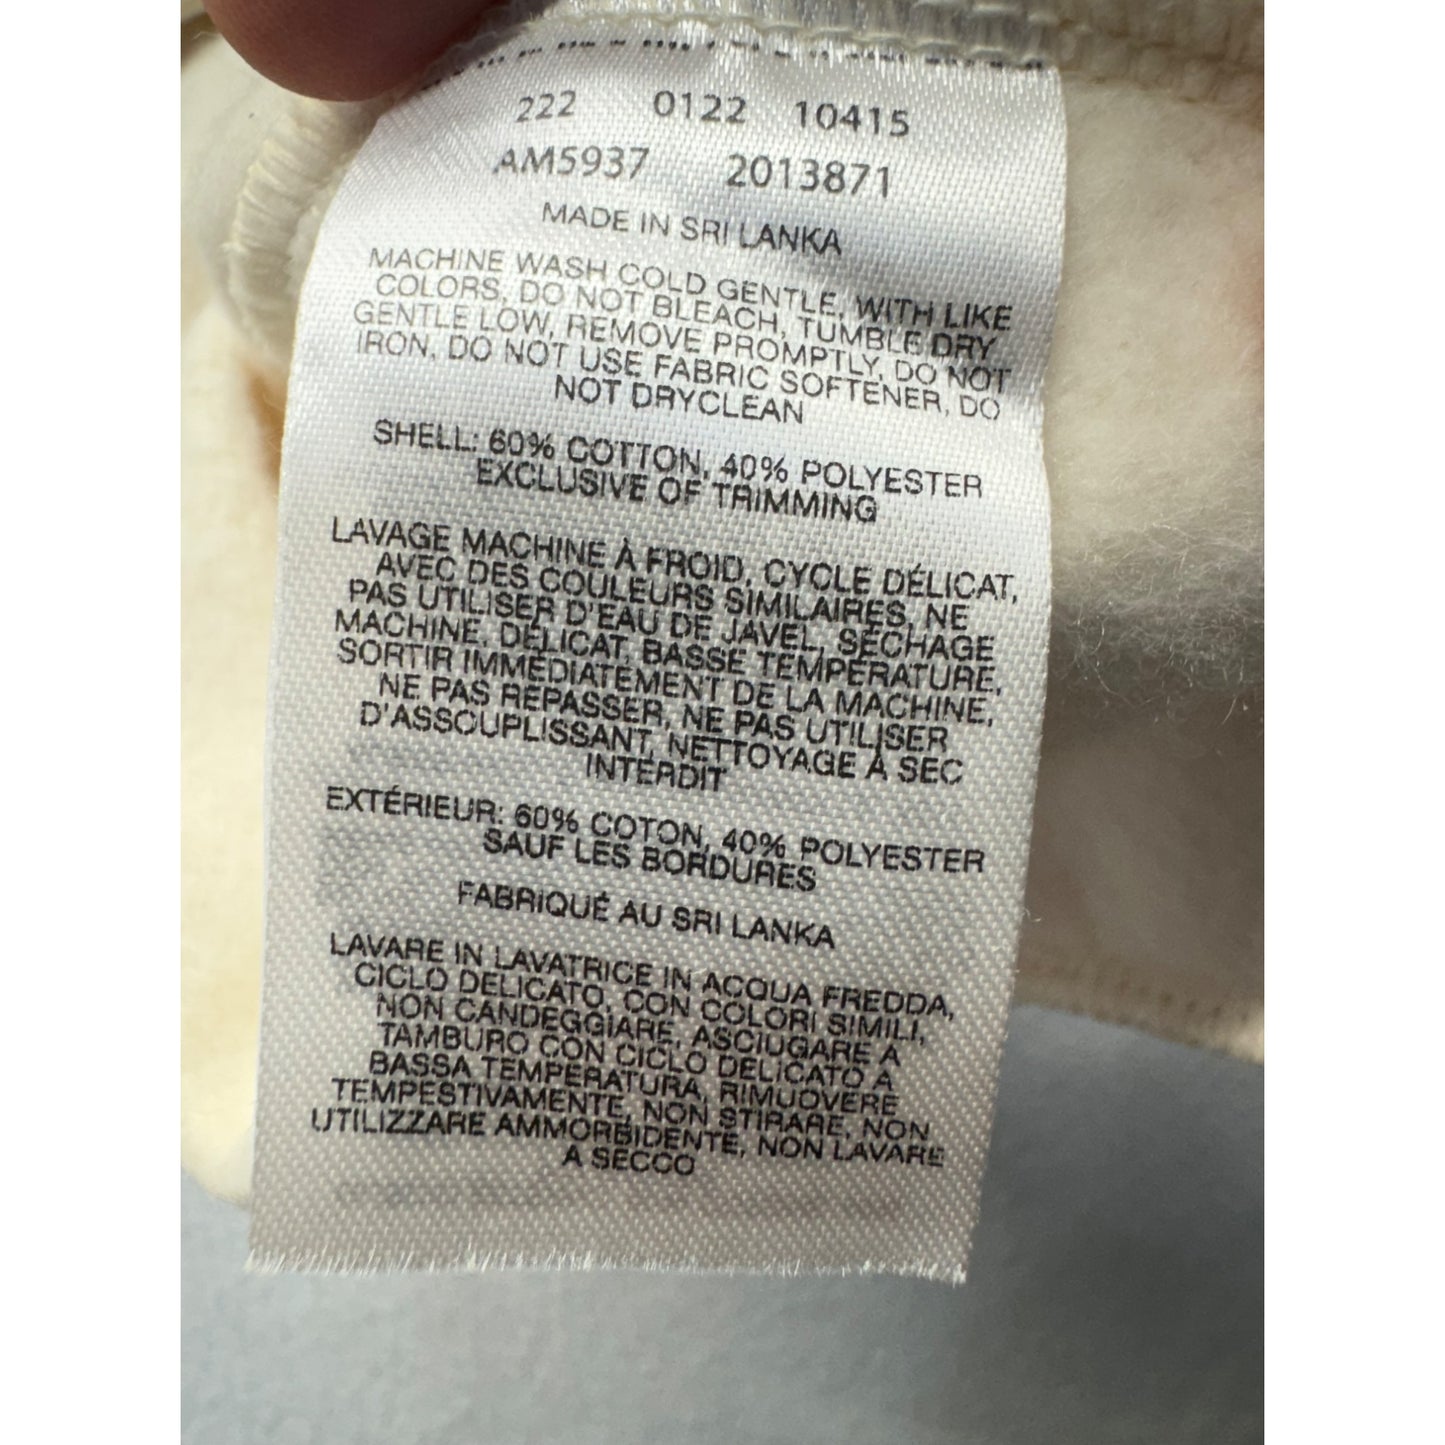 222 0122 10415
AM5937 2013871
MADE IN SRI LANKA
MACHINE WASH COLD GENTLE, WITH LIKE
COLORS, DO NOT BLEACH, TUMBLE DRY
GENTLE LOW, REMOVE PROMPTLY, DO NOT
IRON, DO NOT USE FABRIC SOFTENER, DO
NOT DRYCLEAN
SHELL: 60% COTTON, 40% POLYESTER
EXCLUSIVE OF TRIMMING
LAVAGE MACHINE À FROID, CYCLE DÉLICAT,
AVEC DES COULEURS SIMILAIRES, NE
PAS UTILISER D'EAU DE JAVEL, SÉCHAGE
MACHINE, DÉLICAT, BASSE TEMPÉRATURE,
SORTIR IMMÉDIATEMENT DE LA MACHINE,
NE PAS REPASSER, NE PAS UTILISER
D'ASSOUPLISSANT, NETTOYAGE À SEC
INTERDIT
EXTÉRIEUR: 60% COTON, 40% POLYESTER
SAUF LES BORDURES
FABRIQUÉ AU SRI LANKA
LAVARE IN LAVATRICE IN ACQUA FREDDA,
CICLO DELICATO, CON COLORI SIMILI,
NON CANDEGGIARE, ASCIUGARE A
TAMBURO CON CICLO DELICATO A
BASSA TEMPERATURA, RIMUOVERE
TEMPESTIVAMENTE, NON STIRARE, NON
UTILIZZARE AMMORBIDENTE, NON LAVARE
A SECCO